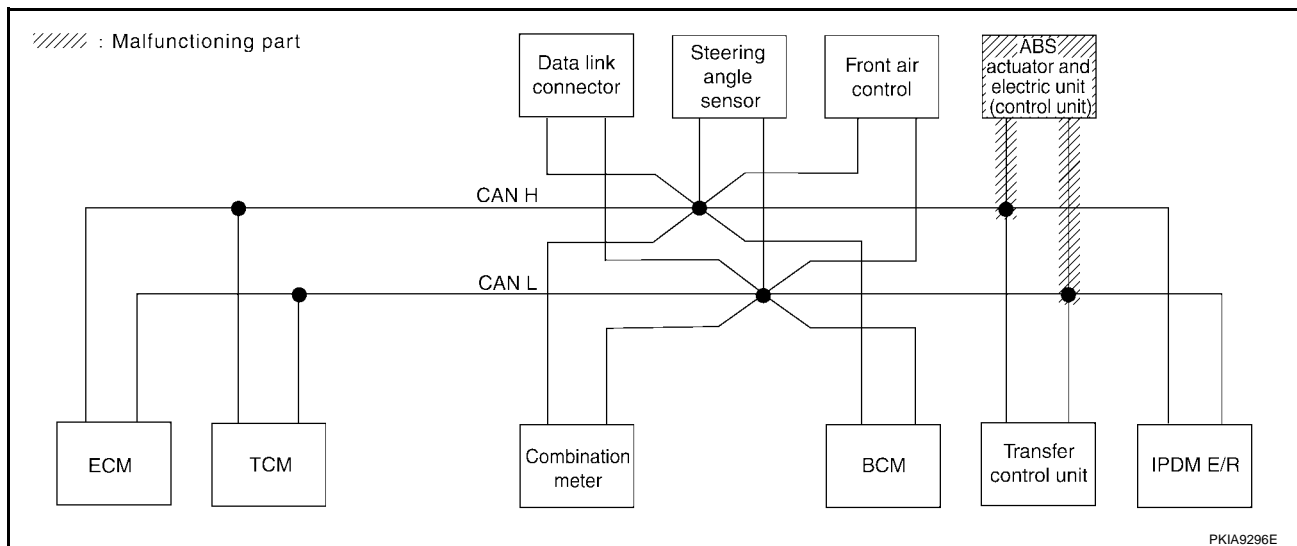 : Malfunctioning part
Data link
connector
Steering
angle
sensor
Front air
control
ABS
actuator and
electric unit
(control unit)
CAN H
CAN L
ECM
TCM
Combination
meter
BCM
Transfer
control unit
IPDM E/R
PKIA9296E